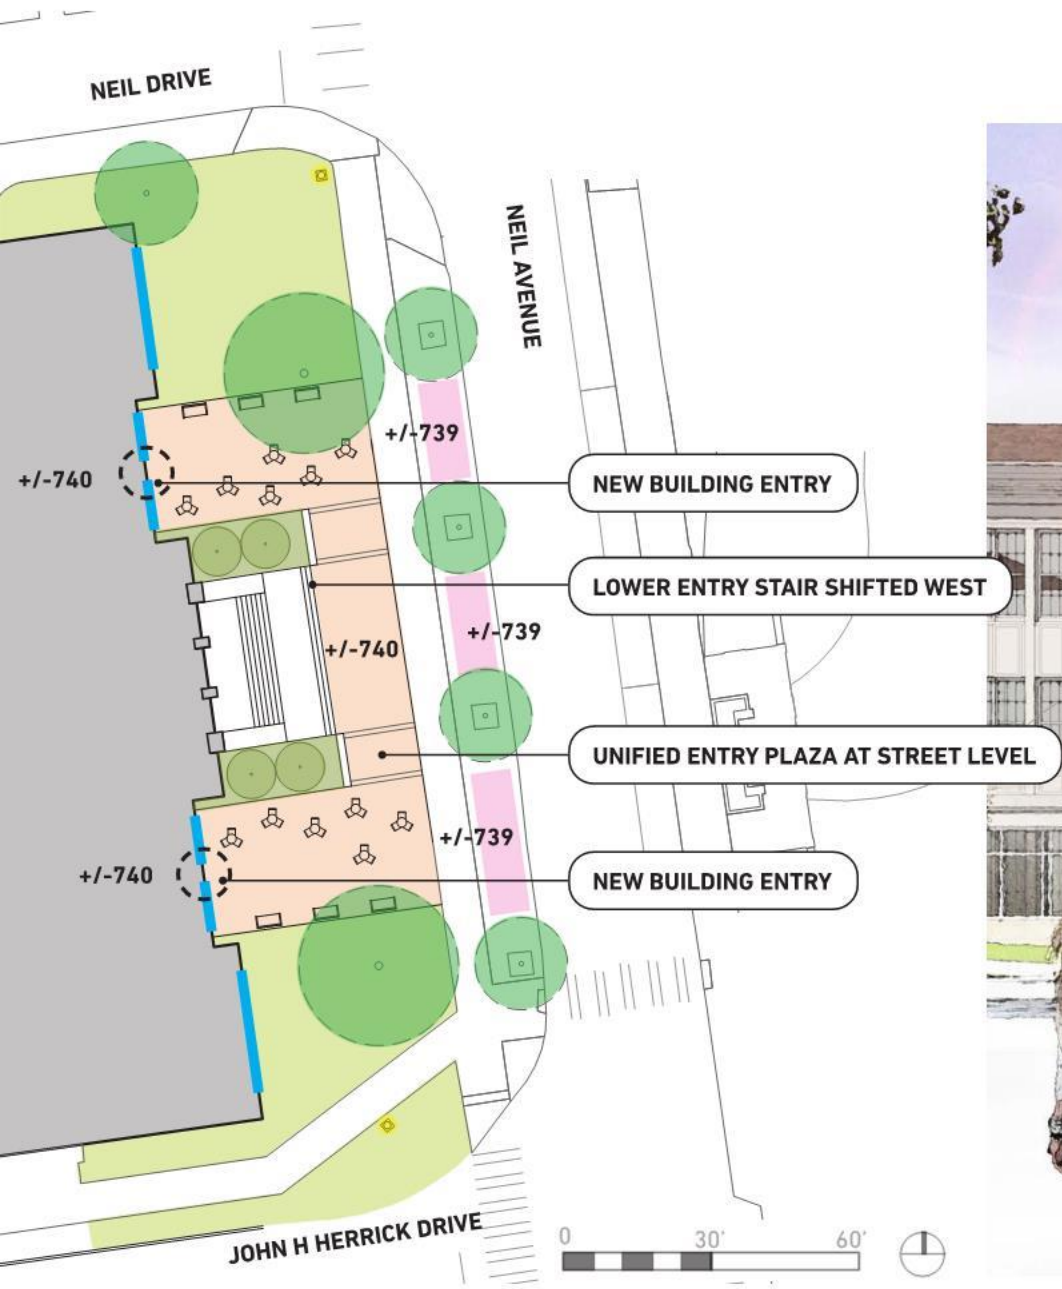 NEIL DRIVE
NEIL AVENUE
+/-739
+/-740
NEW BUILDING ENTRY
LOWER ENTRY STAIR SHIFTED WEST
+/-739
+/-740
UNIFIED ENTRY PLAZA AT STREET LEVEL
+/-739
+/-740
NEW BUILDING ENTRY
JOHN H HERRICK DRIVE
0 30' 60'